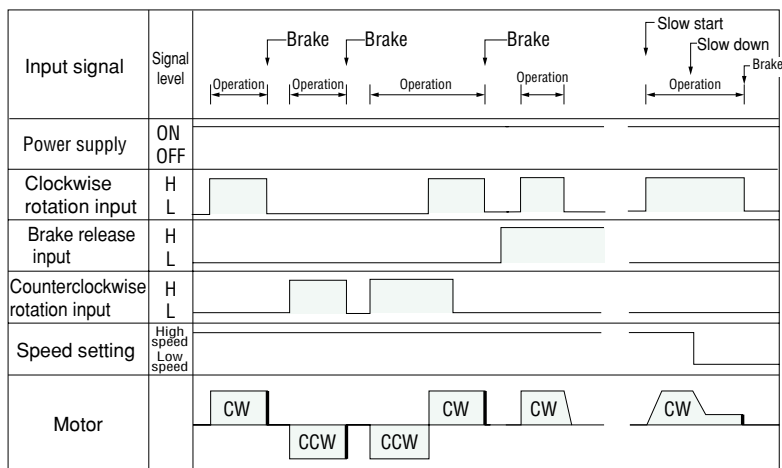 Input signal
Signal
level
Brake
Brake
Brake
Slow start
Slow down
Brake
Operation
Operation
Operation
Operation
Operation
Power supply
ON
OFF
Clockwise
rotation input
H
L
Brake release
input
H
L
Counterclockwise
rotation input
H
L
Speed setting
High
speed
Low
speed
Motor
CW
CCW
CCW
CW
CW
CW